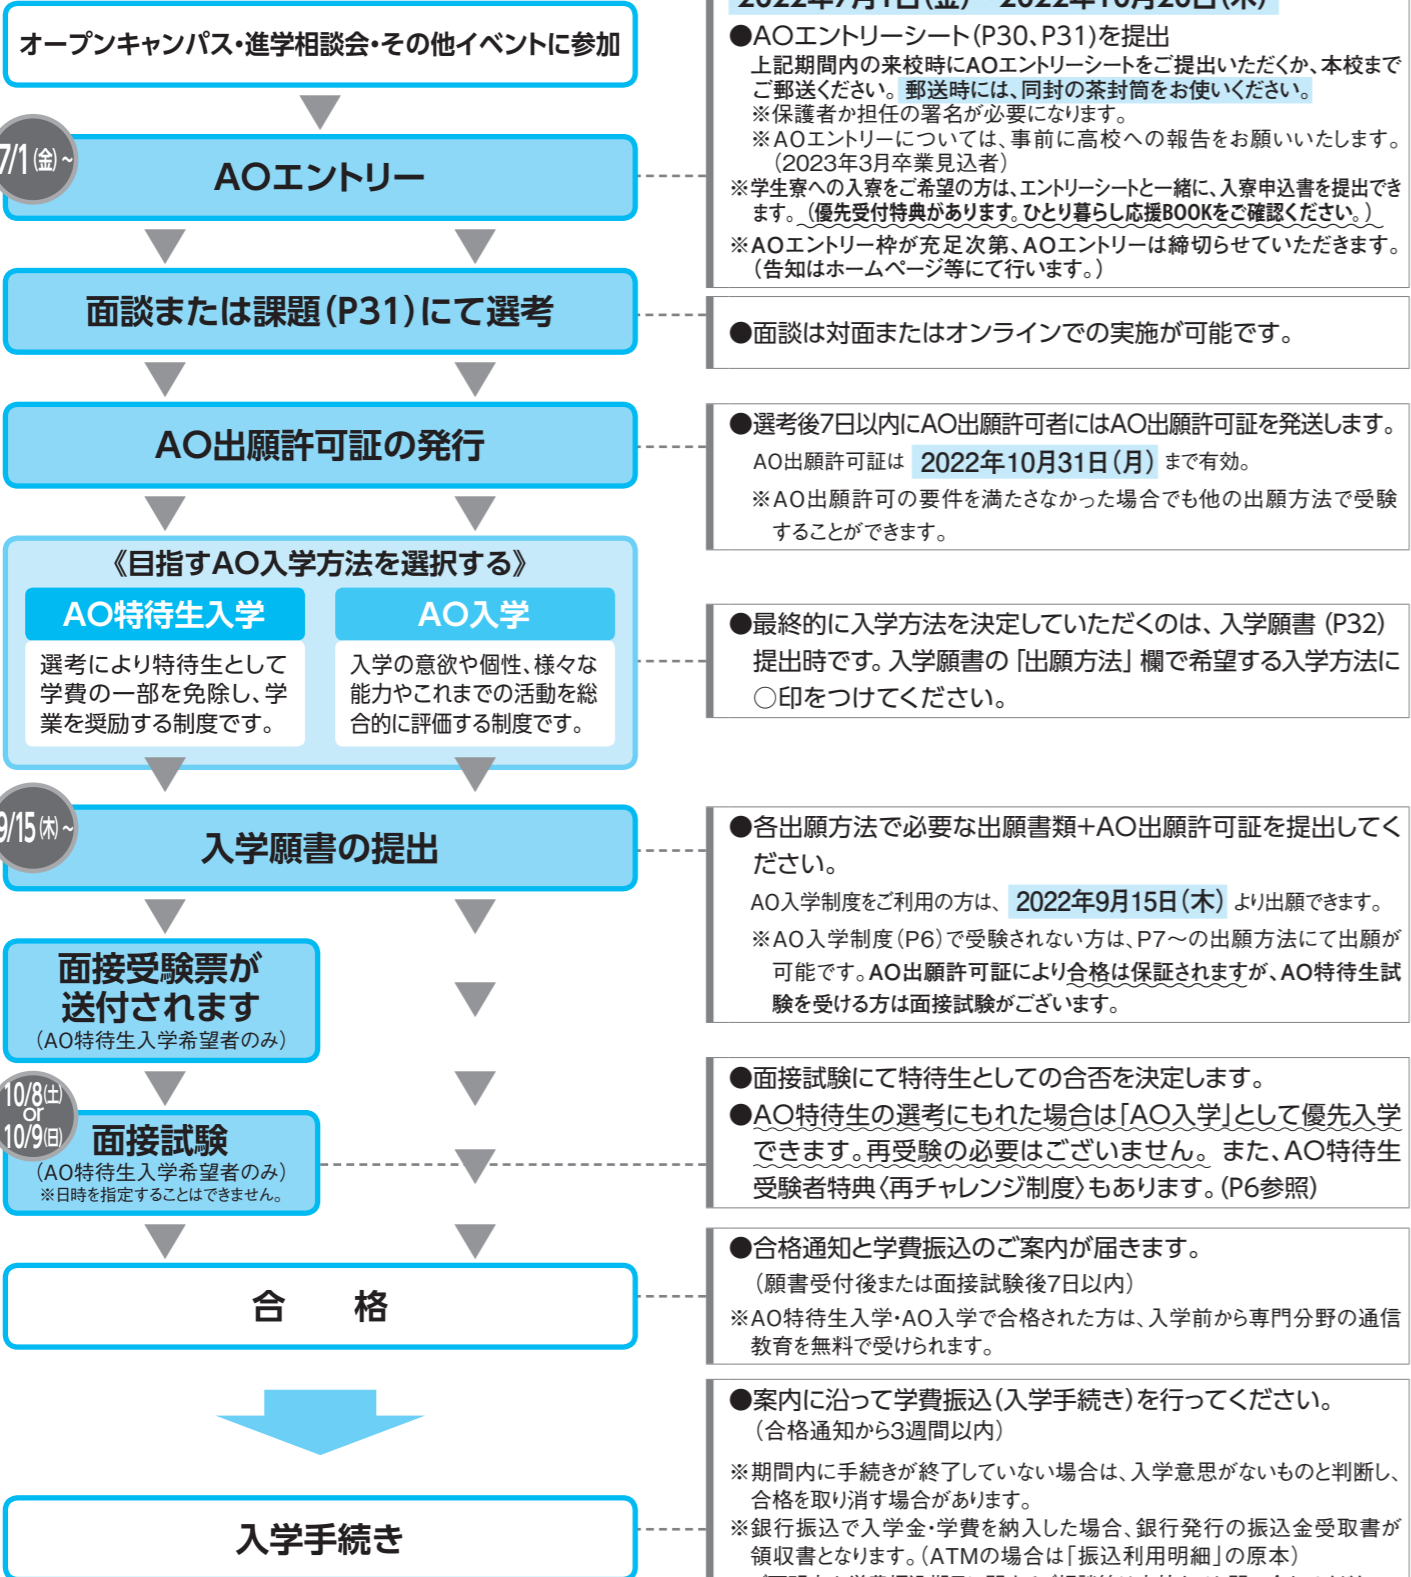 オープンキャンパス・進学相談会・その他イベントに参加
●AOエントリーシート(P30、P31)を提出
上記期間内の来校時にAOエントリーシートをご提出いただくか、本校まで
ご郵送ください。 郵送時には、同封の茶封筒をお使いください。
※保護者か担任の署名が必要になります。
※AOエントリーについては、事前に高校への報告をお願いいたします。
(2023年3月卒業見込者)
※学生寮への入寮をご希望の方は、エントリーシートと一緒に、入寮申込書を提出でき
ます。(優先受付特典があります。ひとり暮らし応援BOOKをご確認ください。)
※AOエントリー枠が充足次第、AOエントリーは締切らせていただきます。
(告知はホームページ等にて行います。)
7/1(金)~
AOエントリー
面談または課題(P31)にて選考
●面談は対面またはオンラインでの実施が可能です。
AO出願許可証の発行
●選考後7日以内にAO出願許可者にはAO出願許可証を発送します。
AO出願許可証は 2022年10月31日(月) まで有効。
※AO出願許可の要件を満たさなかった場合でも他の出願方法で受験
することができます。
《目指すAO入学方法を選択する》
AO特待生入学
選考により特待生として
学費の一部を免除し、学
業を奨励する制度です。
AO入学
入学の意欲や個性、様々な
能力やこれまでの活動を総
合的に評価する制度です。
●最終的に入学方法を決定していただくのは、入学願書 (P32)
提出時です。入学願書の「出願方法」欄で希望する入学方法に
○印をつけてください。
9/15(木)~
入学願書の提出
●各出願方法で必要な出願書類+AO出願許可証を提出してく
ださい。
AO入学制度をご利用の方は、 2022年9月15日(木) より出願できます。
※AO入学制度(P6)で受験されない方は、P7〜の出願方法にて出願が
可能です。AO出願許可証により合格は保証されますが、AO特待生試
験を受ける方は面接試験がございます。
面接受験票が
送付されます
(AO特待生入学希望者のみ)
10/8(土)
or
10/9(日)
面接試験
(AO特待生入学希望者のみ)
※日時を指定することはできません。
●面接試験にて特待生としての合否を決定します。
●AO特待生の選考にもれた場合は「AO入学」として優先入学
できます。再受験の必要はございません。 また、AO特待生
受験者特典〈再チャレンジ制度〉もあります。(P6参照)
合 格
●合格通知と学費振込のご案内が届きます。
(願書受付後または面接試験後7日以内)
※AO特待生入学・AO入学で合格された方は、入学前から専門分野の通信
教育を無料で受けられます。
入学手続き
●案内に沿って学費振込(入学手続き)を行ってください。
(合格通知から3週間以内)
※期間内に手続きが終了していない場合は、入学意思がないものと判断し、
合格を取り消す場合があります。
※銀行振込で入学金・学費を納入した場合、銀行発行の振込金受取書が
領収書となります。(ATMの場合は「振込利用明細」の原本)